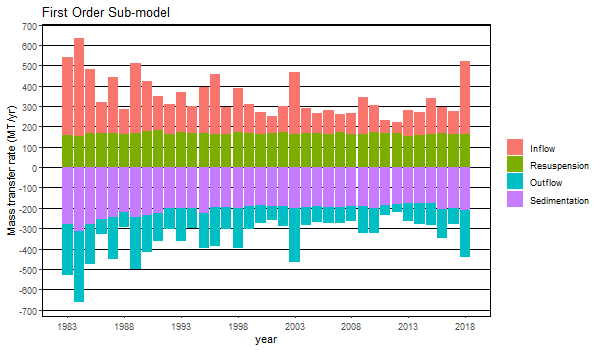 First Order Sub-model
Mass transfer rate (MT/yr)
700
600
500
400
300
200
100
0
-100
-200
-300
-400
-500
-600
-700
1983 1988 1993 1998 2003 2008 2013 2018
year
Inflow
Resuspension
Outflow
Sedimentation